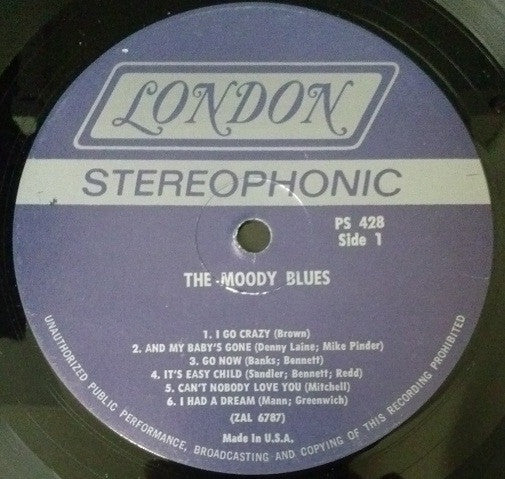 LONDON
STEREOPHONIC
PS 428
Side 1
THE MOODY BLUES
1. I GO CRAZY (Brown)
2. AND MY BABY'S GONE (Denny Laine; Mike Pinder)
3. GO NOW (Banks; Bennett)
4. IT'S EASY CHILD (Sandler; Bennett; Redd)
5. CAN'T NOBODY LOVE YOU (Mitchell)
6. I HAD A DREAM (Mann; Greenwich)
(ZAL 6787)
Made in U.S.A.
UNAUTHORIZED PUBLIC PERFORMANCE, BROADCASTING AND COPYING OF THIS RECORDING PROHIBITED